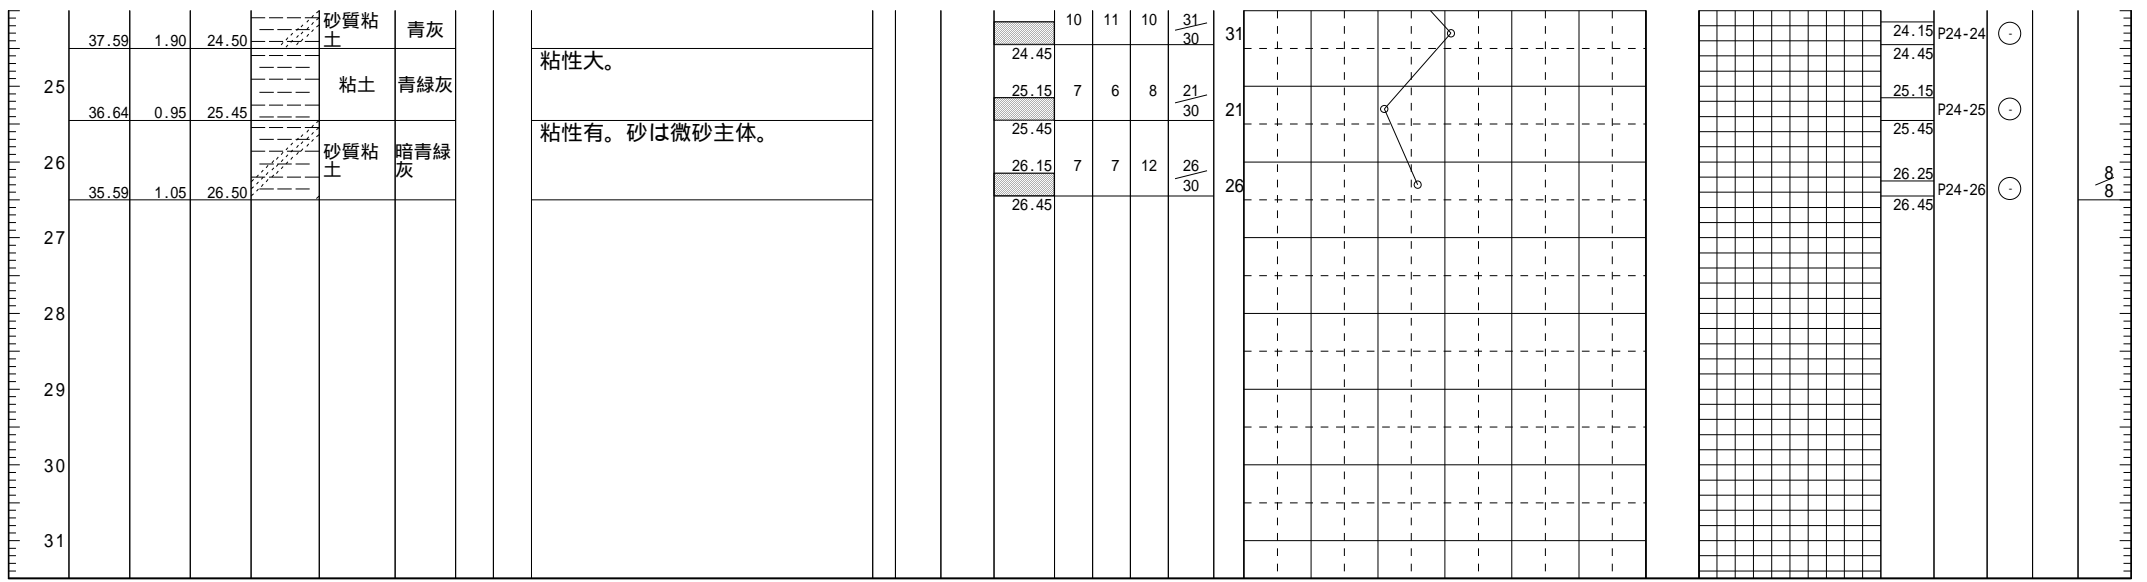 砂質粘土 青灰 10 11 10 31/30 31 24.15 P24-24 -
37.59 1.90 24.50
24.45 24.45
粘性大。
25 粘土 青緑灰 25.15 7 6 8 21/30 21 25.15 P24-25 -
36.64 0.95 25.45
25.45 25.45
粘性有。砂は微砂主体。
26 砂質粘土 暗青緑灰 26.15 7 7 12 26/30 26 26.25 P24-26 - 8/8
35.59 1.05 26.50
26.45 26.45
27
28
29
30
31